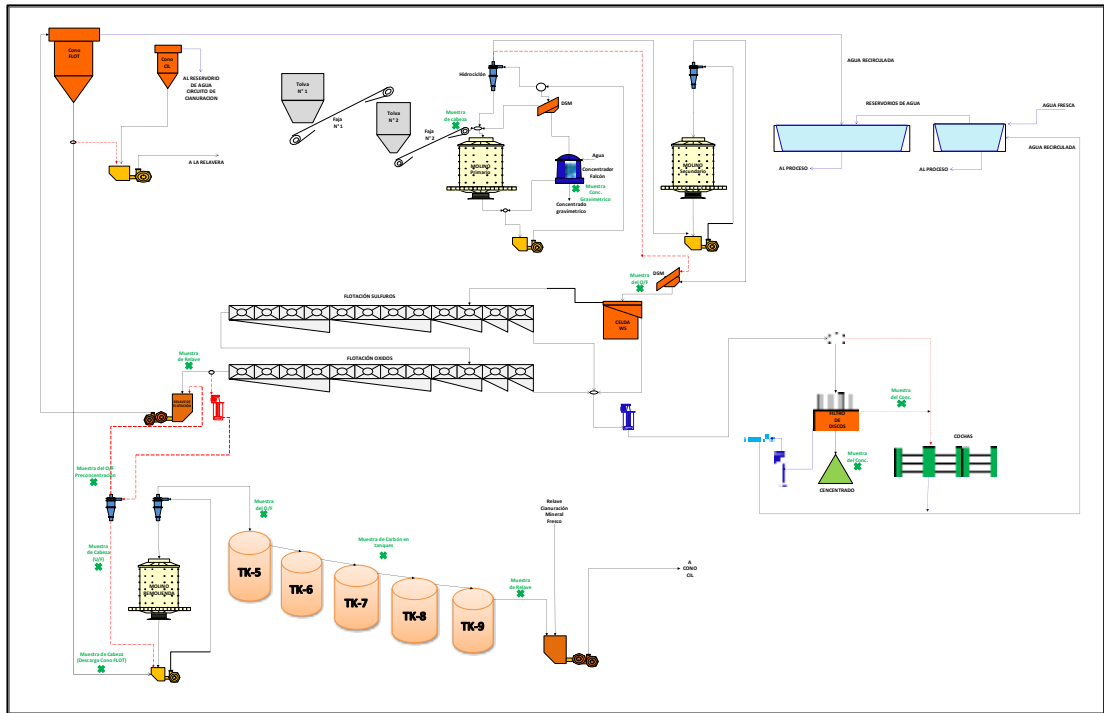 Cono
FLOT
Cono
CIL
AL RESERVORIO
DE AGUA
CIRCUITO DE
CIANURACION
A LA RELAVERA
Tolva
N° 1
Faja
N° 1
Tolva
N° 2
Faja
N° 2
Hidrociclón
Muestra
de cabeza
DSM
MOLINO
Primario
Agua
Concentrador
Falcón
Muestra
Conc.
Gravimetrico
Concentrado
gravimetrico
MOLINO
Secundario
AGUA RECIRCULADA
RESERVORIOS DE AGUA
AGUA FRESCA
AGUA RECIRCULADA
AL PROCESO
AL PROCESO
Muestra
del O/F
DSM
CELDA
WS
FLOTACIÓN SULFUROS
FLOTACIÓN OXIDOS
Muestra
de Relave
RELAVE DE
FLOTACIÓN
Muestra del O/F
Preconcentración
Muestra
de Cabeza
(U/F)
MOLINO
REMOLIENDA
Muestra de Cabeza
(Descarga Cono FLOT)
Muestra
del O/F
TK-5
TK-6
TK-7
TK-8
TK-9
Muestra de Carbón en
tanques
Muestra
de Relave
Relave
Cianuración
Mineral
Fresco
A
CONO
CIL
FILTRO
DE
DISCOS
Muestra
del Conc.
Muestra
del Conc.
CENCENTRADO
COCHAS